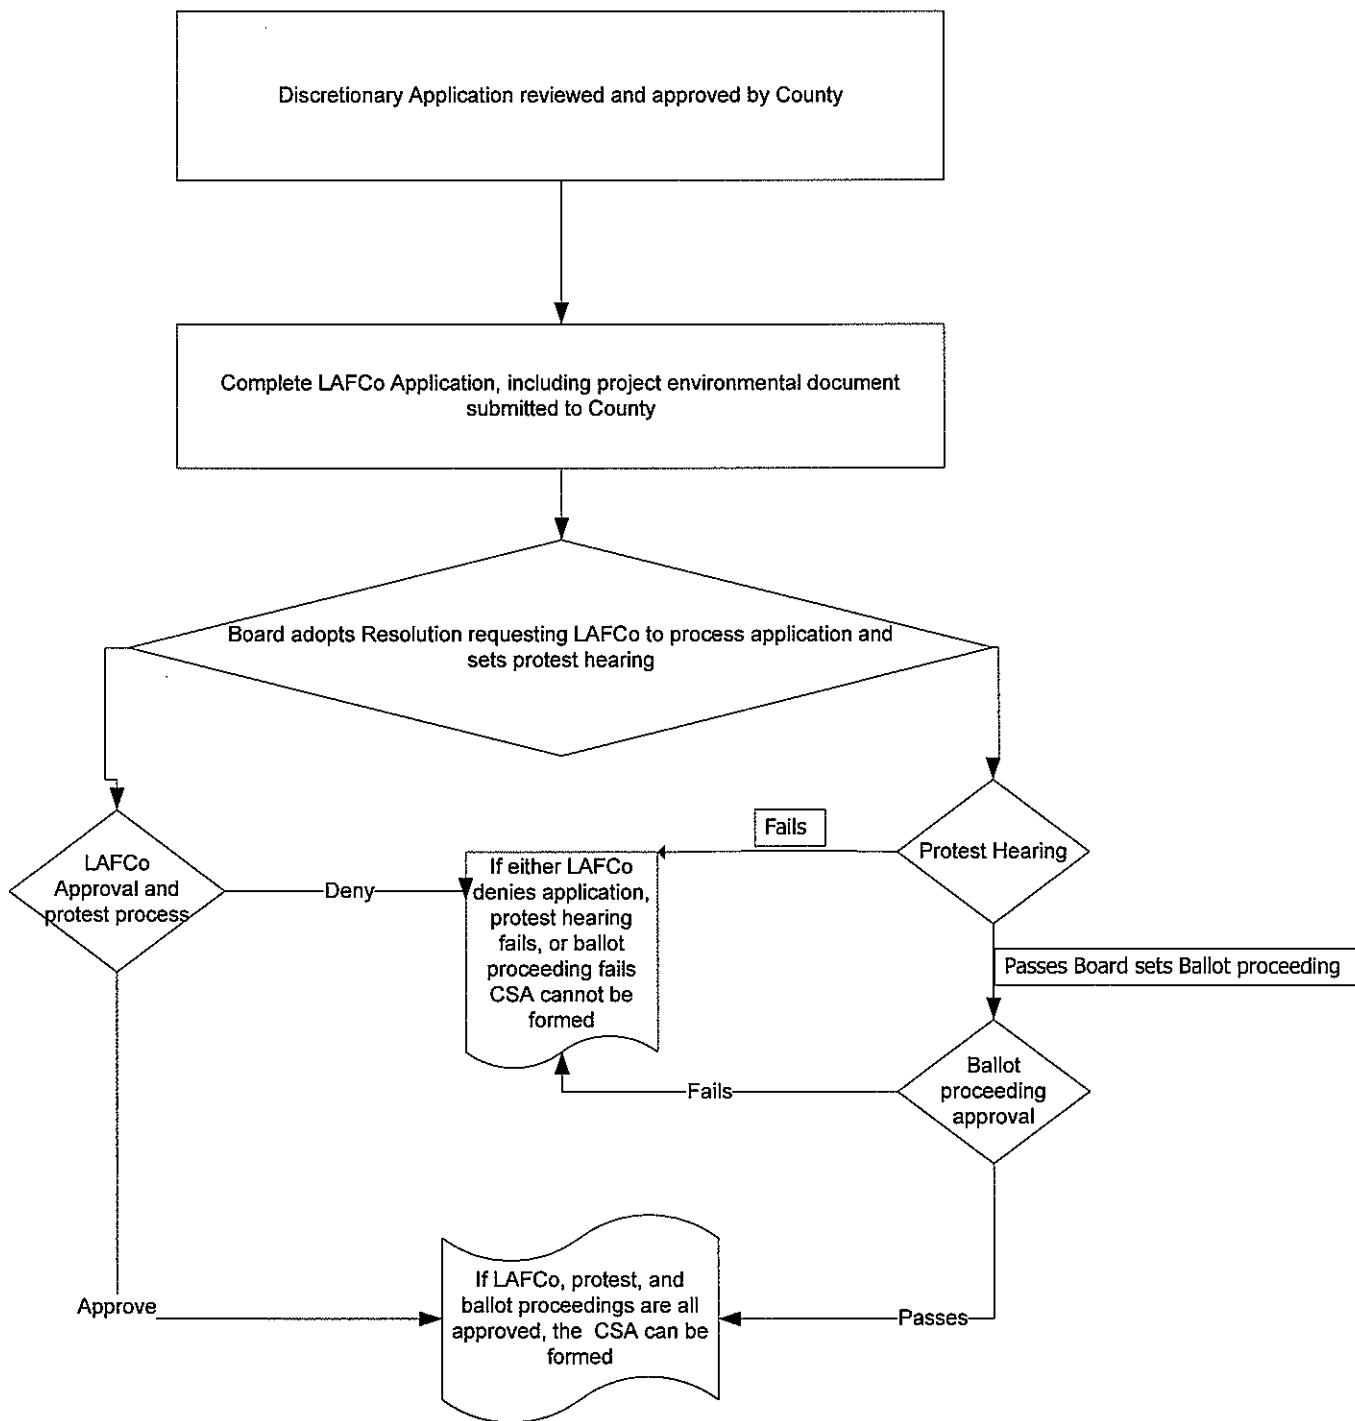 Discretionary Application reviewed and approved by County
Complete LAFCo Application, including project environmental document
submitted to County
Board adopts Resolution requesting LAFCo to process application and
sets protest hearing
Fails
Protest Hearing
LAFCo
Approval and
protest process
Deny
If either LAFCo
denies application,
protest hearing
fails, or ballot
proceeding fails
CSA cannot be
formed
Passes Board sets Ballot proceeding
Ballot
proceeding
approval
Fails
Approve
If LAFCo, protest, and
ballot proceedings are all
approved, the CSA can be
formed
Passes